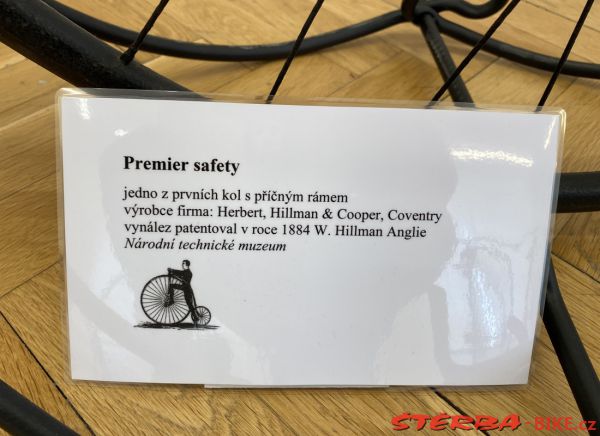 Premier safety
jedno z prvních kol s příčným rámem
výrobce firma: Herbert, Hillman & Cooper, Coventry
vynález patentoval v roce 1884 W. Hillman Anglie
Národní technické muzeum
ŠTĚRBA-BIKE.cz